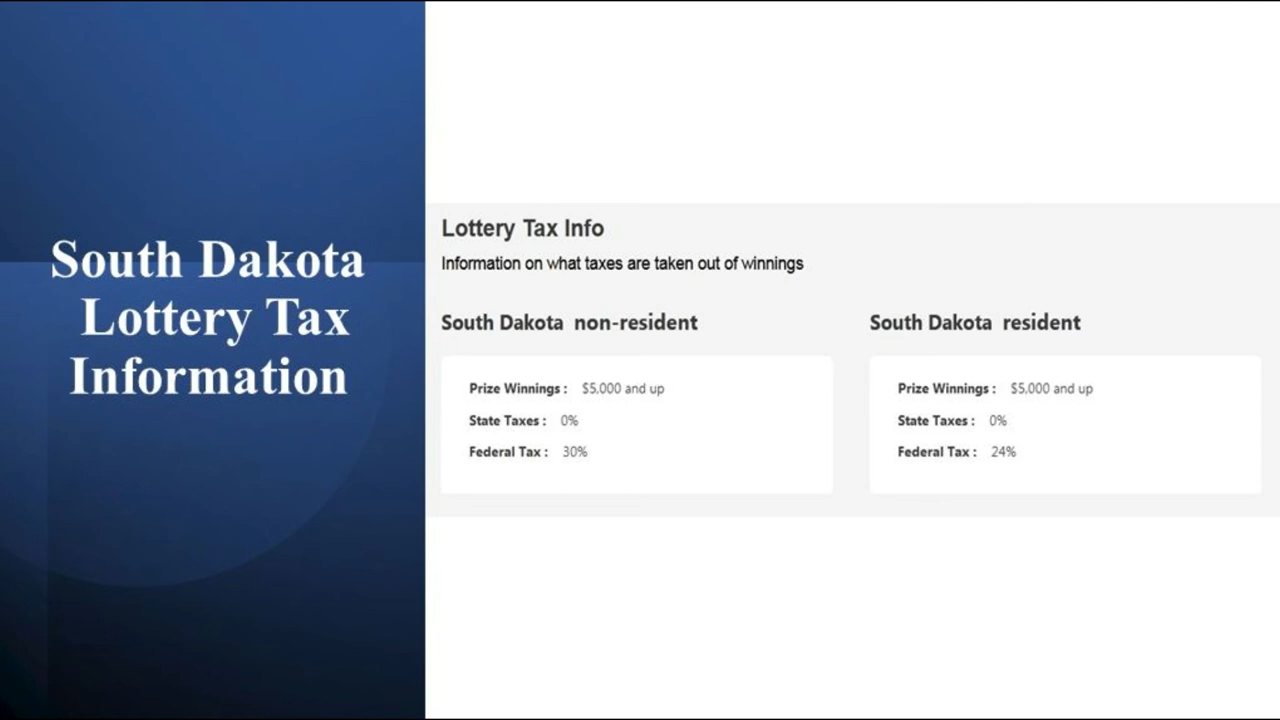 South Dakota
Lottery Tax
Information
Lottery Tax Info
Information on what taxes are taken out of winnings
South Dakota non-resident
Prize Winnings : $5,000 and up
State Taxes : 0%
Federal Tax : 30%
South Dakota resident
Prize Winnings : $5,000 and up
State Taxes : 0%
Federal Tax : 24%